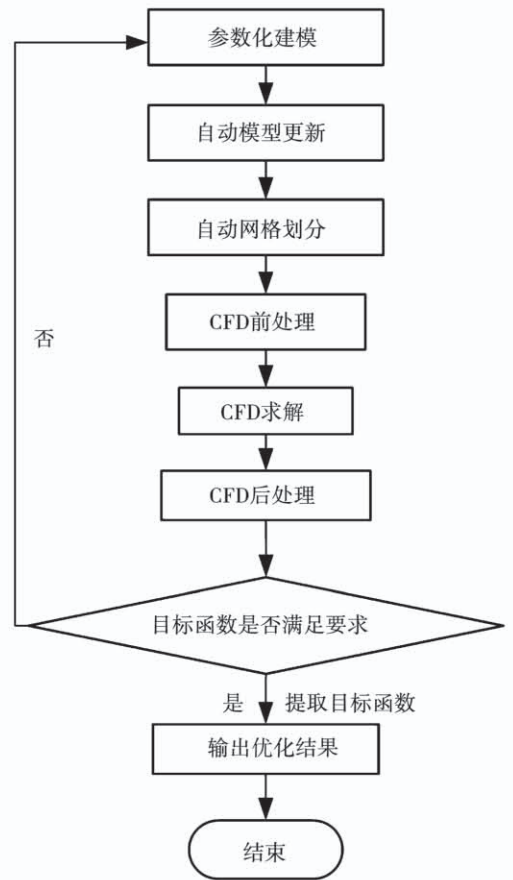 参数化建模
自动模型更新
自动网格划分
CFD前处理
否
CFD求解
CFD后处理
目标函数是否满足要求
是 提取目标函数
输出优化结果
结束